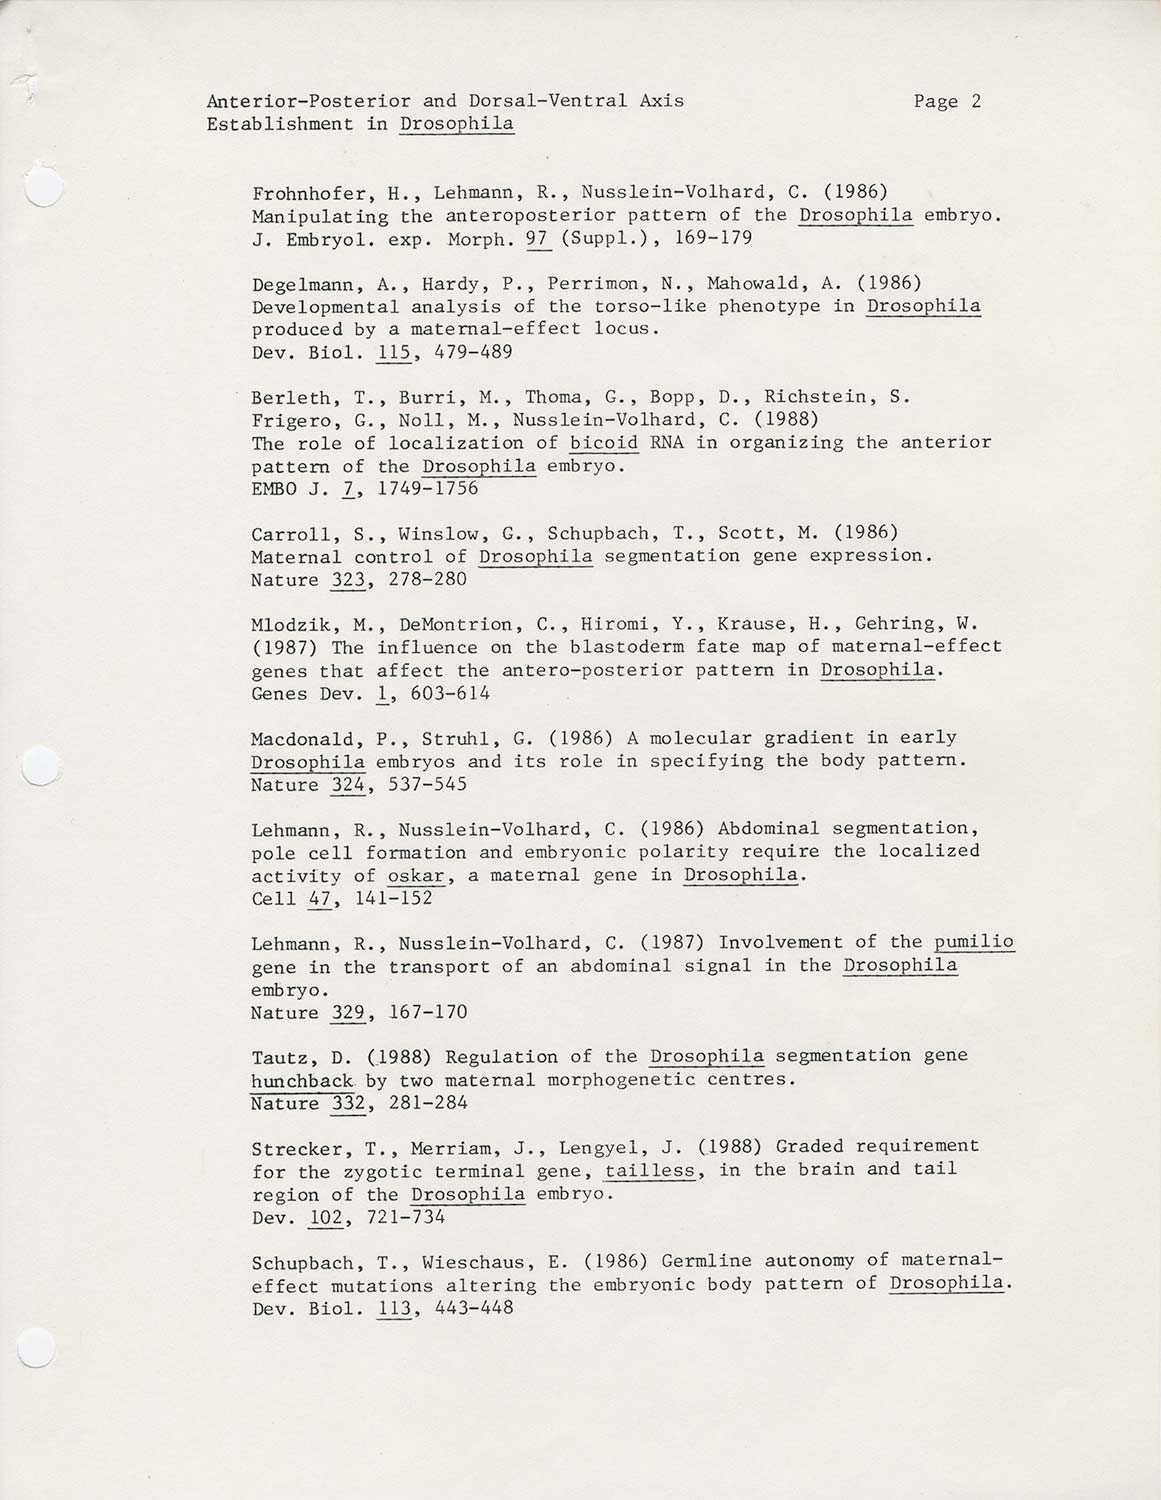 Anterior-Posterior and Dorsal-Ventral Axis Page 2
Establishment in Drosophila
Frohnhofer, H., Lehmann, R., Nusslein-Volhard, C. (1986)
Manipulating the anteroposterior pattern of the Drosophila embryo.
J. Embryol. exp. Morph. 97 (Suppl.), 169-179
Degelmann, A., Hardy, P., Perrimon, N., Mahowald, A. (1986)
Developmental analysis of the torso-like phenotype in Drosophila
produced by a maternal-effect locus.
Dev. Biol. 115, 479-489
Berleth, T., Burri, M., Thoma, G., Bopp, D., Richstein, S.
Frigero, G., Noll, M., Nusslein-Volhard, C. (1988)
The role of localization of bicoid RNA in organizing the anterior
pattern of the Drosophila embryo.
EMBO J. 7, 1749-1756
Carroll, S., Winslow, G., Schupbach, T., Scott, M. (1986)
Maternal control of Drosophila segmentation gene expression.
Nature 323, 278-280
Mlodzik, M., DeMontrion, C., Hiromi, Y., Krause, H., Gehring, W.
(1987) The influence on the blastoderm fate map of maternal-effect
genes that affect the antero-posterior pattern in Drosophila.
Genes Dev. 1, 603-614
Macdonald, P., Struhl, G. (1986) A molecular gradient in early
Drosophila embryos and its role in specifying the body pattern.
Nature 324, 537-545
Lehmann, R., Nusslein-Volhard, C. (1986) Abdominal segmentation,
pole cell formation and embryonic polarity require the localized
activity of oskar, a maternal gene in Drosophila.
Cell 47, 141-152
Lehmann, R., Nusslein-Volhard, C. (1987) Involvement of the pumilio
gene in the transport of an abdominal signal in the Drosophila
embryo.
Nature 329, 167-170
Tautz, D. (1988) Regulation of the Drosophila segmentation gene
hunchback by two maternal morphogenetic centres.
Nature 332, 281-284
Strecker, T., Merriam, J., Lengyel, J. (1988) Graded requirement
for the zygotic terminal gene, tailless, in the brain and tail
region of the Drosophila embryo.
Dev. 102, 721-734
Schupbach, T., Wieschaus, E. (1986) Germline autonomy of maternal-
effect mutations altering the embryonic body pattern of Drosophila.
Dev. Biol. 113, 443-448